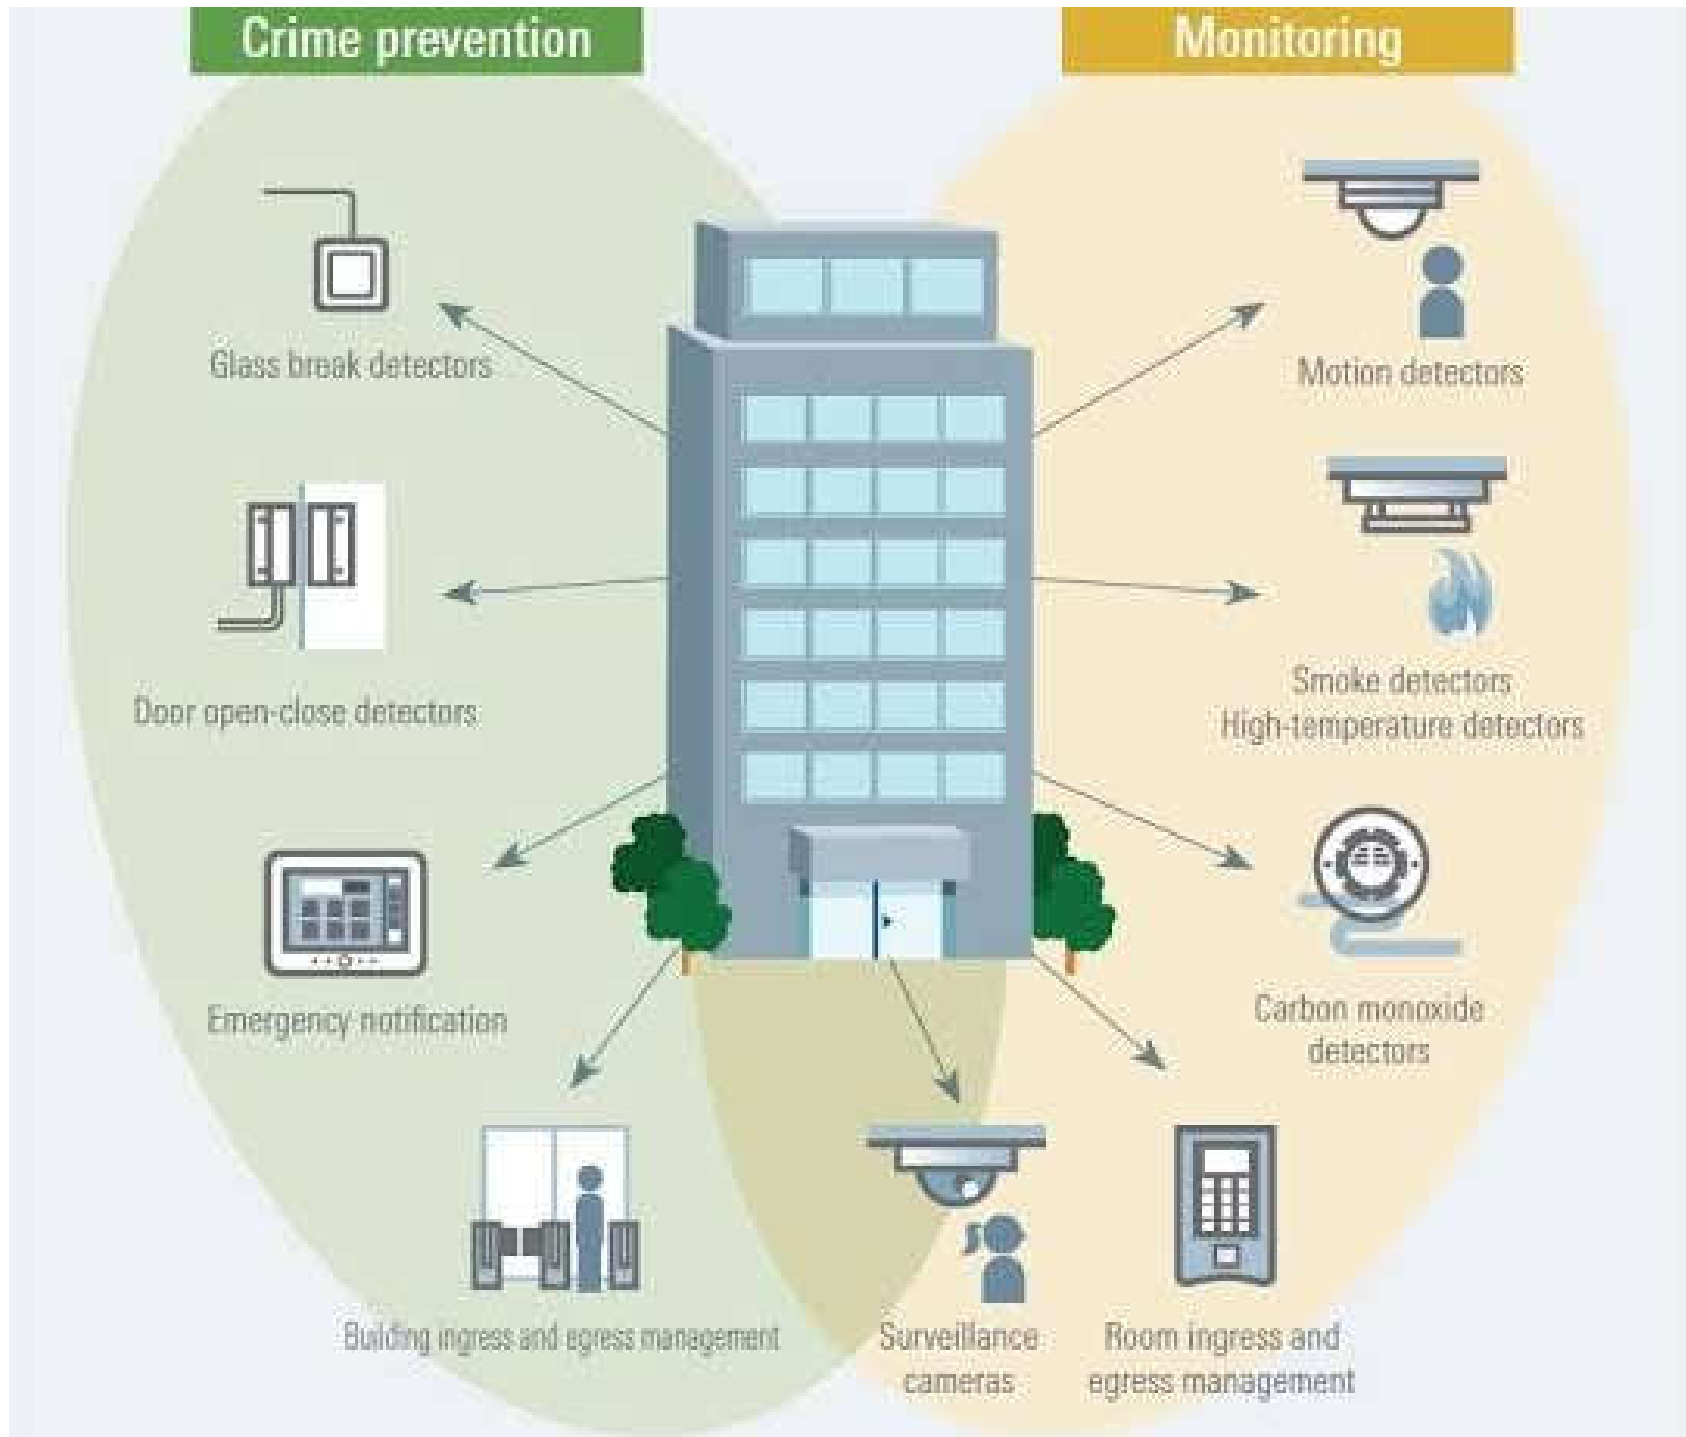 Crime prevention
Monitoring
Glass break detectors
Motion detectors
Door open-close detectors
Smoke detectors
High-temperature detectors
Emergency notification
Carbon monoxide
detectors
Building ingress and egress management
Surveillance
cameras
Room ingress and
egress management